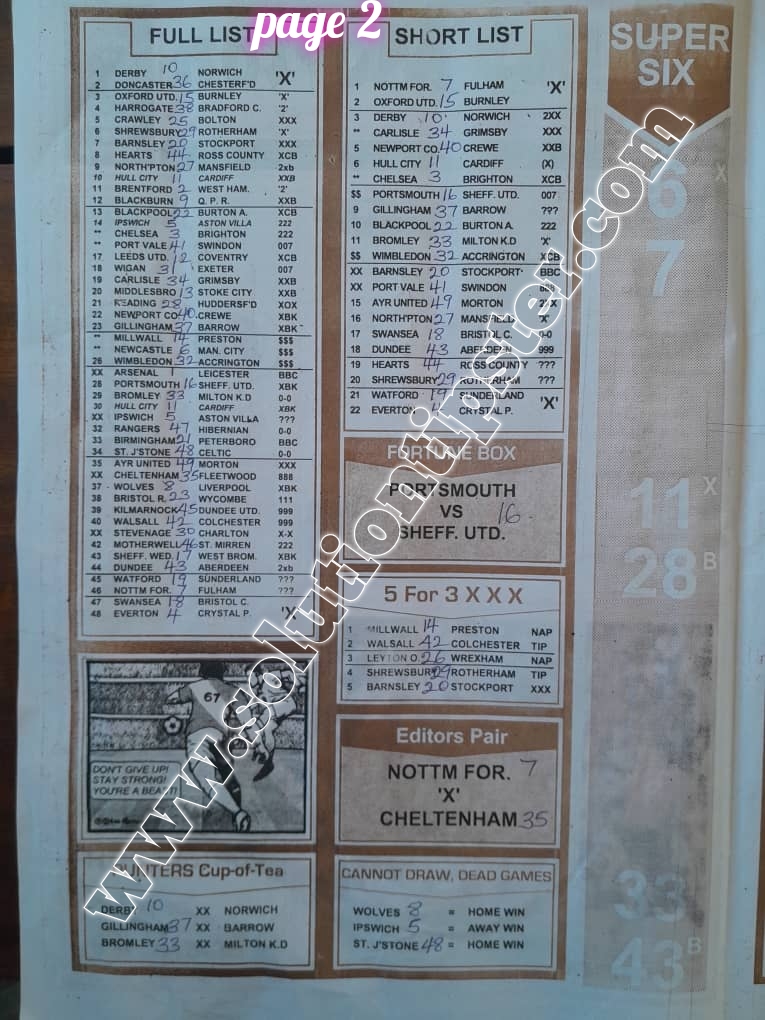 page 2
FULL LIST
1 DERBY 10 NORWICH 'X'
2 DONCASTER 36 CHESTERF'D
3 OXFORD UTD. 15 BURNLEY 'X'
4 HARROGATE 38 BRADFORD C. '2'
5 CRAWLEY 25 BOLTON XXX
6 SHREWSBURY 29 ROTHERHAM 'X'
7 BARNSLEY 20 STOCKPORT XXX
8 HEARTS 44 ROSS COUNTY XCB
9 NORTH'PTON 27 MANSFIELD 2xb
10 HULL CITY 11 CARDIFF XXB
11 BRENTFORD 2 WEST HAM. '2'
12 BLACKBURN 9 Q. P. R. XXB
13 BLACKPOOL 22 BURTON A. XCB
14 IPSWICH 5 ASTON VILLA 222
** CHELSEA 3 BRIGHTON 222
** PORT VALE 41 SWINDON 007
17 LEEDS UTD. 12 COVENTRY XCB
18 WIGAN 31 EXETER 007
19 CARLISLE 34 GRIMSBY XXB
20 MIDDLESBRO 13 STOKE CITY XXB
21 READING 28 HUDDERSF'D XOX
22 NEWPORT CO 40. CREWE XBK
23 GILLINGHAM 37 BARROW XBK
** MILLWALL 14 PRESTON $$$
** NEWCASTLE 6 MAN. CITY $$$
26 WIMBLEDON 32 ACCRINGTON $$$
XX ARSENAL 1 LEICESTER BBC
28 PORTSMOUTH 16 SHEFF. UTD. XBK
29 BROMLEY 33 MILTON K.D 0-0
30 HULL CITY 11 CARDIFF XBK
XX IPSWICH 5 ASTON VILLA ???
32 RANGERS 47 HIBERNIAN 0-0
33 BIRMINGHAM 21 PETERBORO BBC
34 ST. J'STONE 48 CELTIC 0-0
35 AYR UNITED 49 MORTON XXX
XX CHELTENHAM 35 FLEETWOOD 888
37 WOLVES 8 LIVERPOOL XBK
38 BRISTOL R. 23 WYCOMBE 111
39 KILMARNOCK 45 DUNDEE UTD. 999
40 WALSALL 42 COLCHESTER 999
XX STEVENAGE 30 CHARLTON X-X
42 MOTHERWELL 46 ST. MIRREN 222
43 SHEFF. WED. 17 WEST BROM. XBK
44 DUNDEE 43 ABERDEEN 2xb
45 WATFORD 19 SUNDERLAND ???
46 NOTTM FOR. 7 FULHAM ???
47 SWANSEA 18 BRISTOL C. 'X'
48 EVERTON 4 CRYSTAL P.
67
DON'T GIVE UP!
STAY STRONG!
YOU'RE A BEAST!
PUNTERS Cup-of-Tea
DERBY 10 XX NORWICH
GILLINGHAM 37 XX BARROW
BROMLEY 33 XX MILTON K.D
SHORT LIST
1 NOTTM FOR. 7 FULHAM 'X'
2 OXFORD UTD. 15 BURNLEY
3 DERBY 10 NORWICH 2XX
** CARLISLE 34 GRIMSBY XXX
5 NEWPORT CO. 40 CREWE XXB
6 HULL CITY 11 CARDIFF (X)
** CHELSEA 3 BRIGHTON XCB
$$ PORTSMOUTH 16 SHEFF. UTD. 007
9 GILLINGHAM 37 BARROW ???
10 BLACKPOOL 22 BURTON A. 222
11 BROMLEY 33 MILTON K.D 'X'
$$ WIMBLEDON 32 ACCRINGTON XCB
XX BARNSLEY 20 STOCKPORT BBC
XX PORT VALE 41 SWINDON 888
15 AYR UNITED 49 MORTON
16 NORTH'PTON 27 MANSFIELD 'X'
17 SWANSEA 18 BRISTOL C. 0-0
18 DUNDEE 43 ABERDEEN 999
19 HEARTS 44 ROSS COUNTY ???
20 SHREWSBURY 29 ROTHERHAM ???
21 WATFORD 19 SUNDERLAND 'X'
22 EVERTON 4 CRYSTAL P.
FORTUNE BOX
PORTSMOUTH
VS 16
SHEFF. UTD.
5 For 3 X X X
1 MILLWALL 14 PRESTON NAP
2 WALSALL 42 COLCHESTER TIP
3 LEYTON O. 26 WREXHAM NAP
4 SHREWSBURY 29 ROTHERHAM TIP
5 BARNSLEY 20 STOCKPORT XXX
Editors Pair
NOTTM FOR. 7
'X'
CHELTENHAM 35
CANNOT DRAW, DEAD GAMES
WOLVES 8 = HOME WIN
IPSWICH 5 = AWAY WIN
ST. J'STONE 48 = HOME WIN
SUPER
SIX
6 X
7
11 X
28 B
33
43 B
www.solutiontipster.com